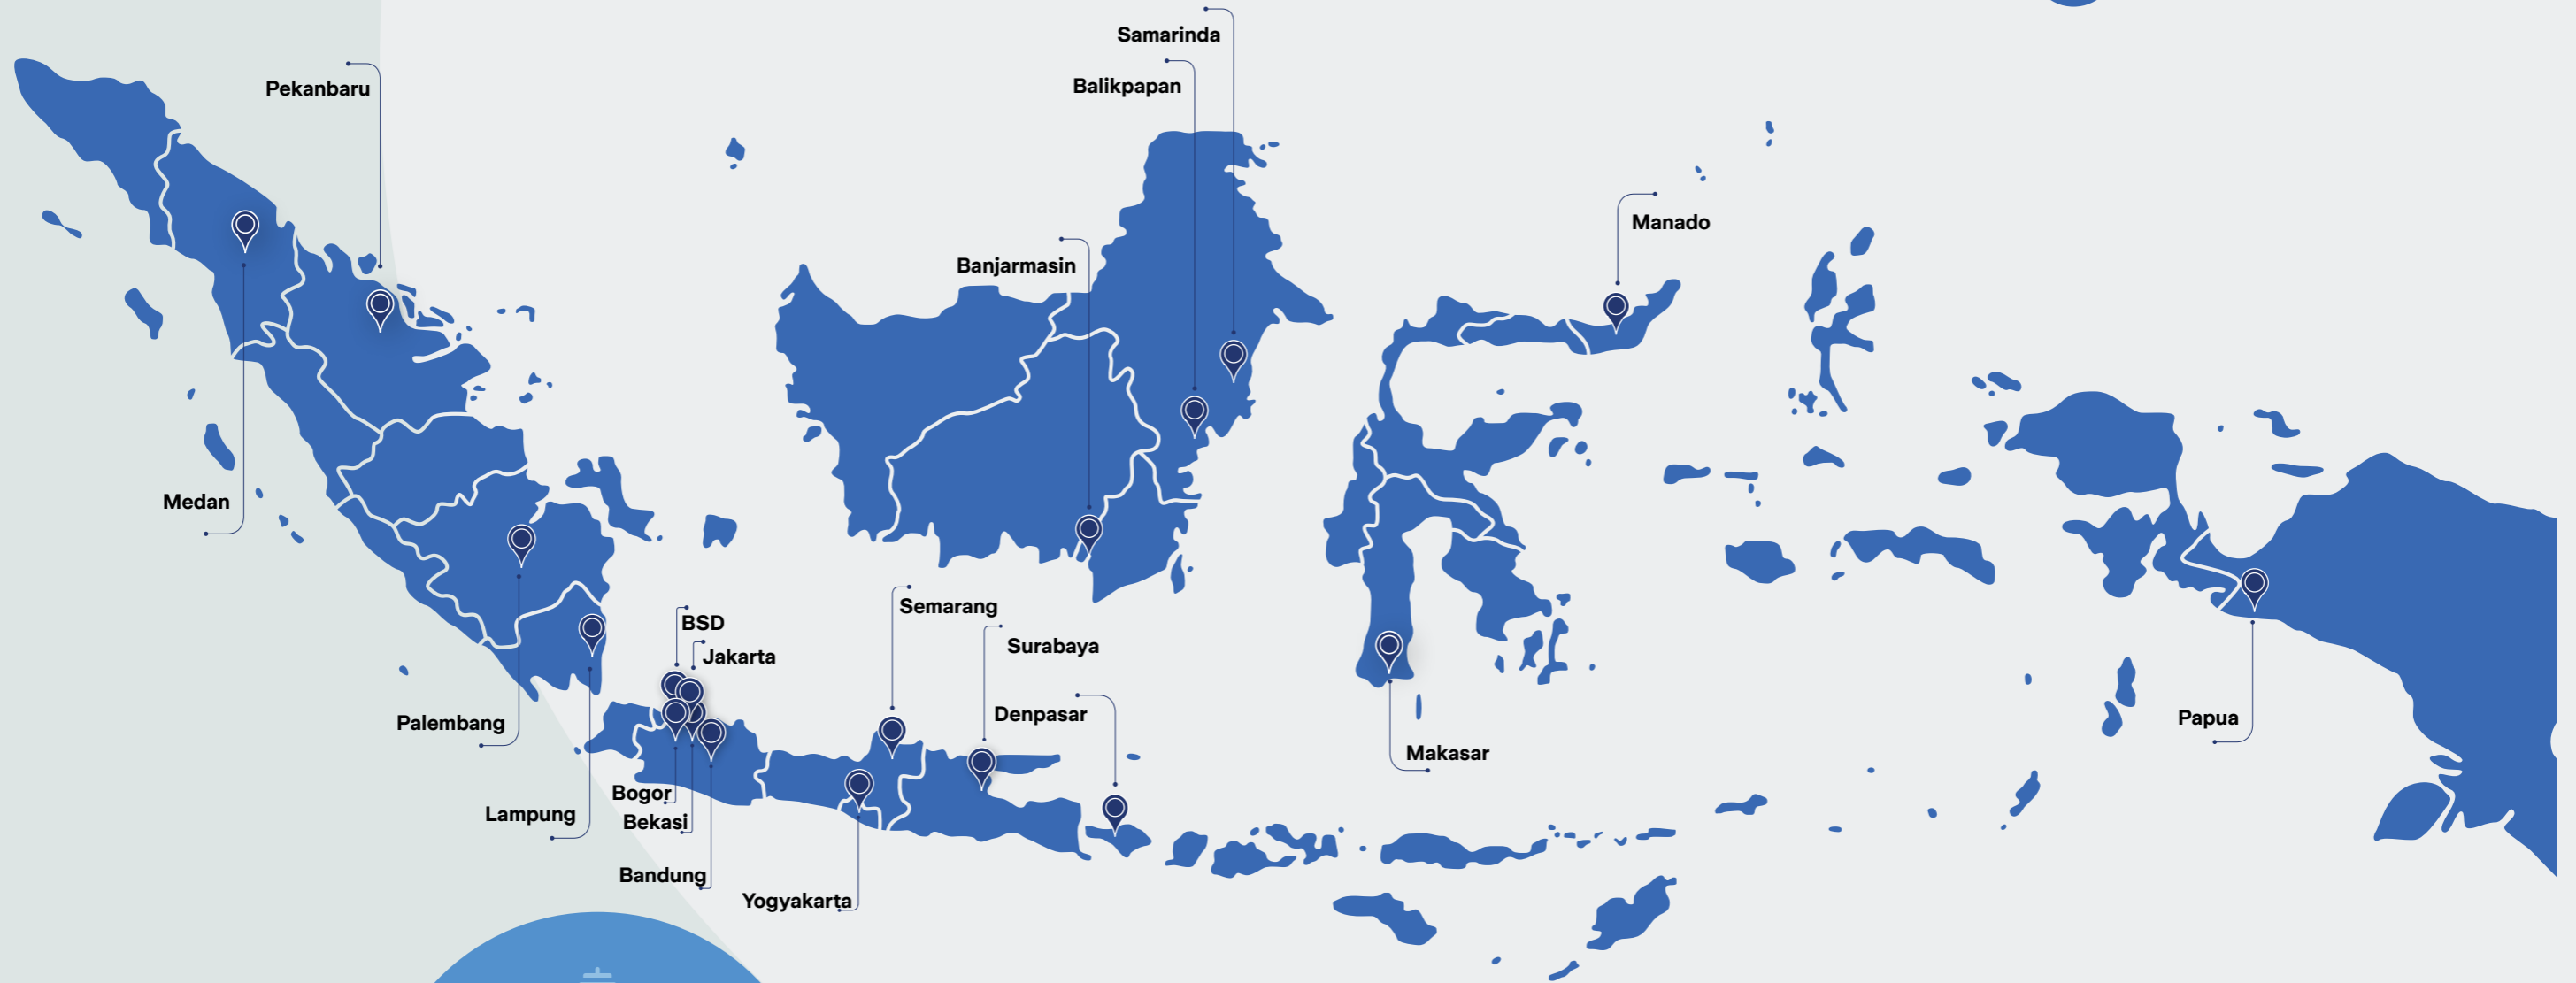 Samarinda
Balikpapan
Pekanbaru
Manado
Banjarmasin
Medan
Semarang
BSD
Surabaya
Jakarta
Denpasar
Papua
Palembang
Makasar
Bogor
Lampung
Bekasi
Bandung
Yogyakarta